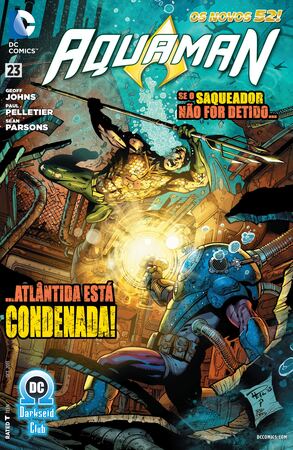 OS NOVOS 52!
DC COMICS™
AQUAMAN
23
GEOFF
JOHNS
PAUL
PELLETIER
SEAN
PARSONS
SE O SAQUEADOR
NÃO FOR DETIDO...
...ATLÂNTIDA ESTÁ
CONDENADA!
DC
Darkseid
Club
RATED T
DCCOMICS.COM